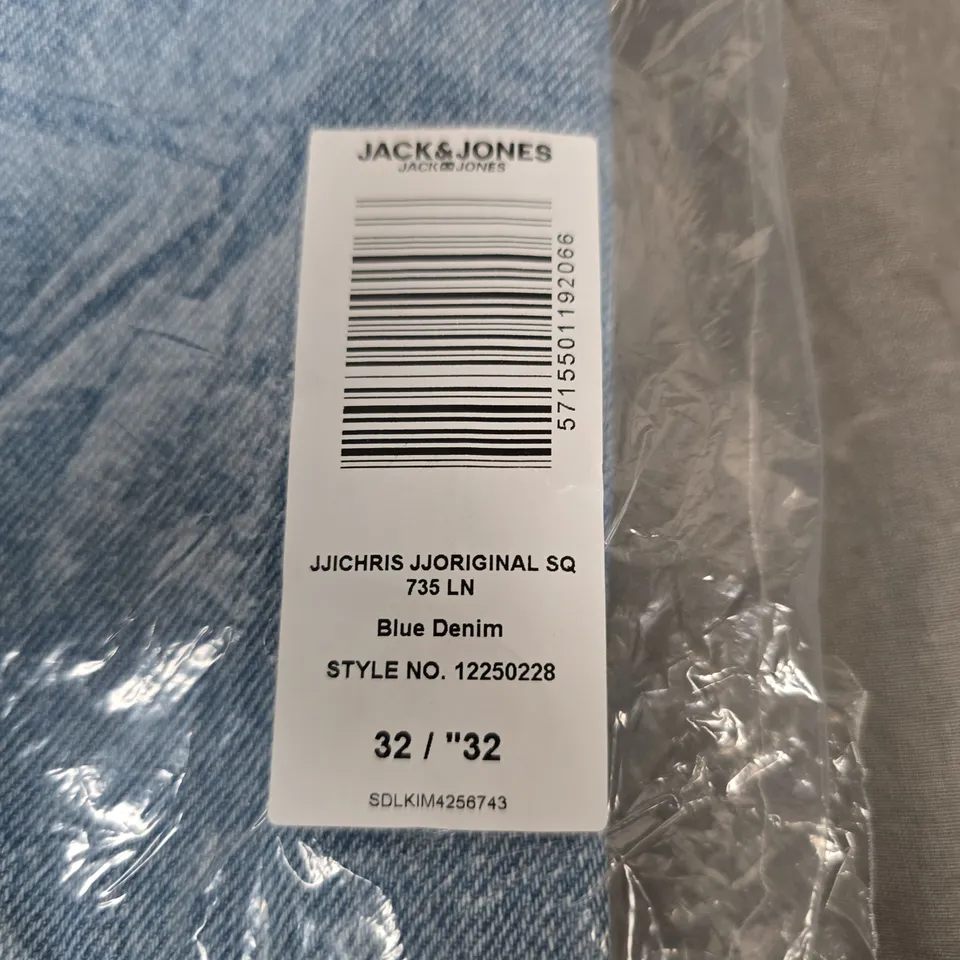 JACK&JONES
JACK&JONES
5715501192066
JJICHRIS JJORIGINAL SQ
735 LN
Blue Denim
STYLE NO. 12250228
32 / "32
SDLKIM4256743